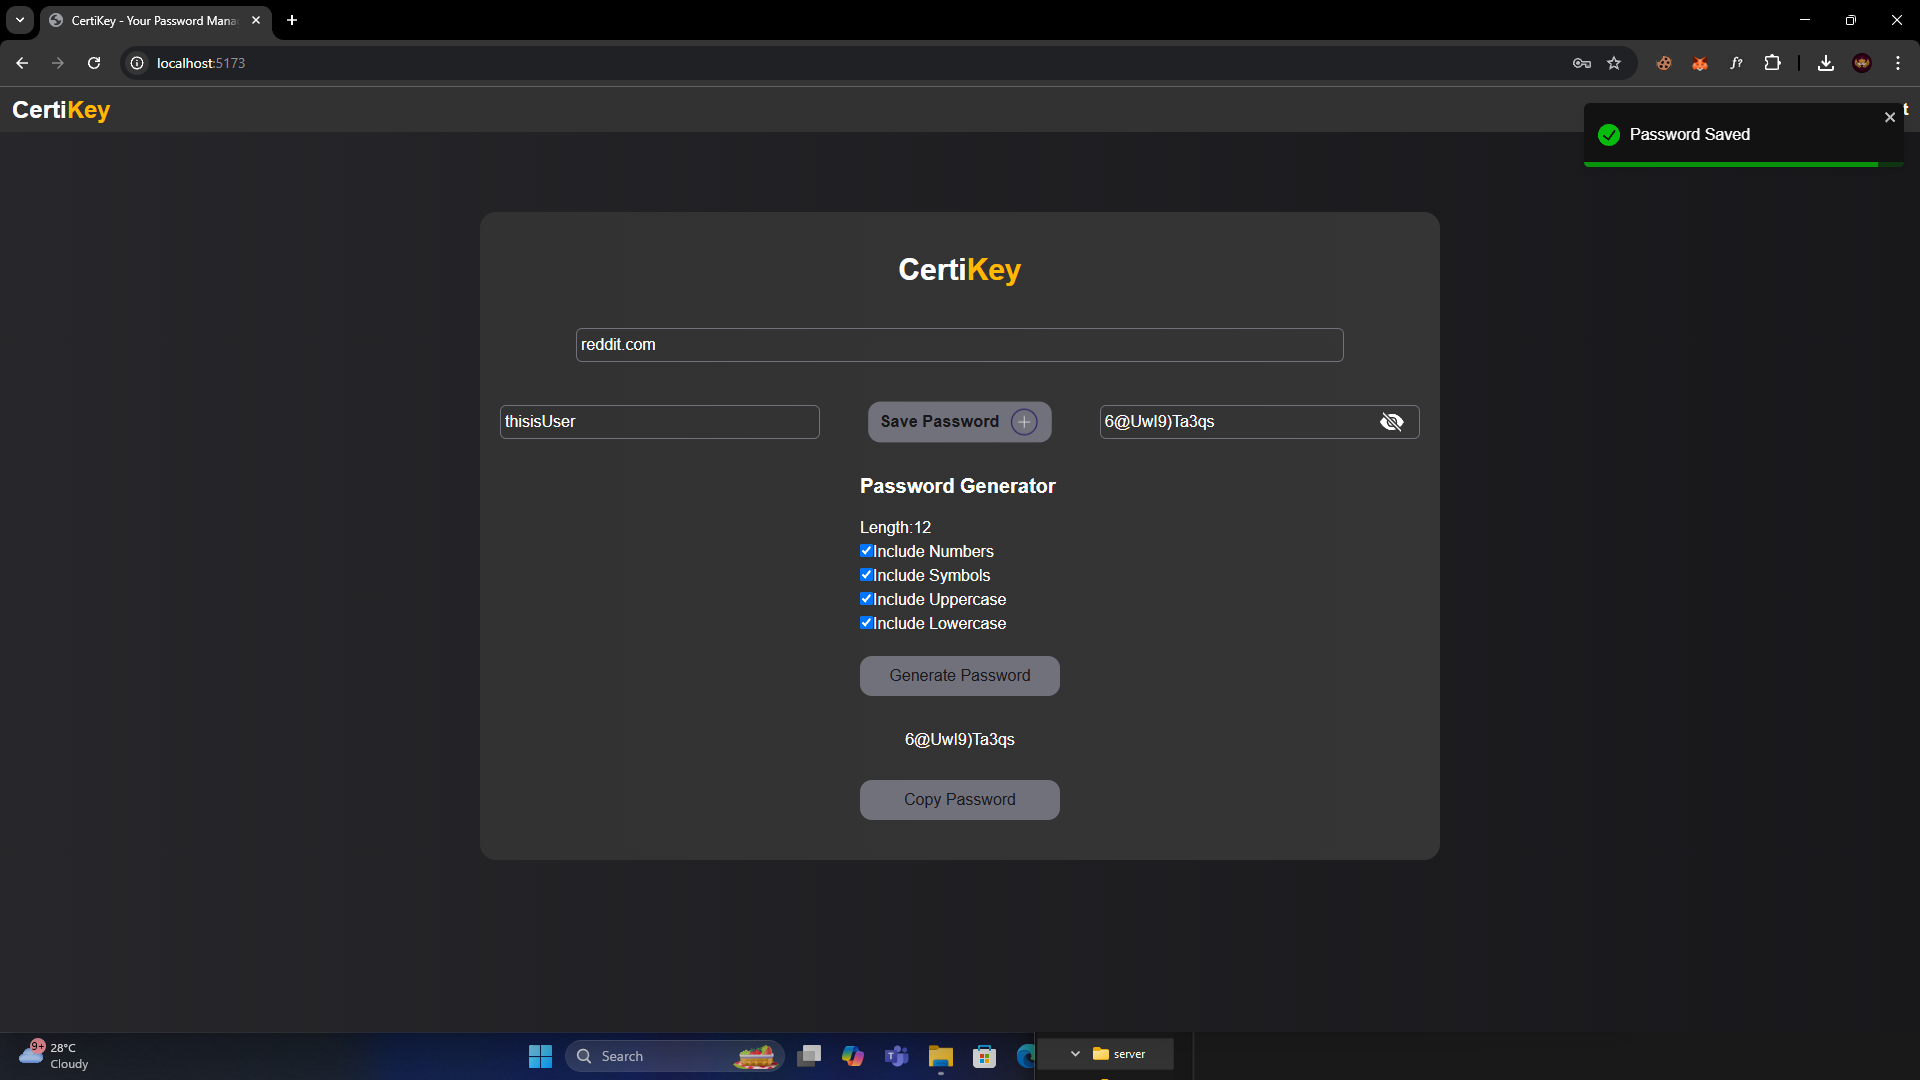 CertiKey - Your Password Mana
localhost:5173
CertiKey
t
Password Saved
CertiKey
reddit.com
thisisUser
Save Password
6@Uwl9)Ta3qs
Password Generator
Length:12
Include Numbers
Include Symbols
Include Uppercase
Include Lowercase
Generate Password
6@Uwl9)Ta3qs
Copy Password
9+
28°C
Cloudy
Search
server